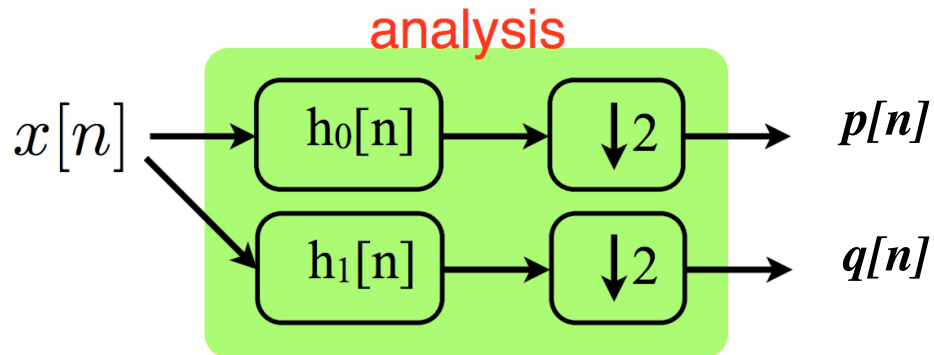 analysis
x[n] h₀[n] ↓2 p[n]
h₁[n] ↓2 q[n]